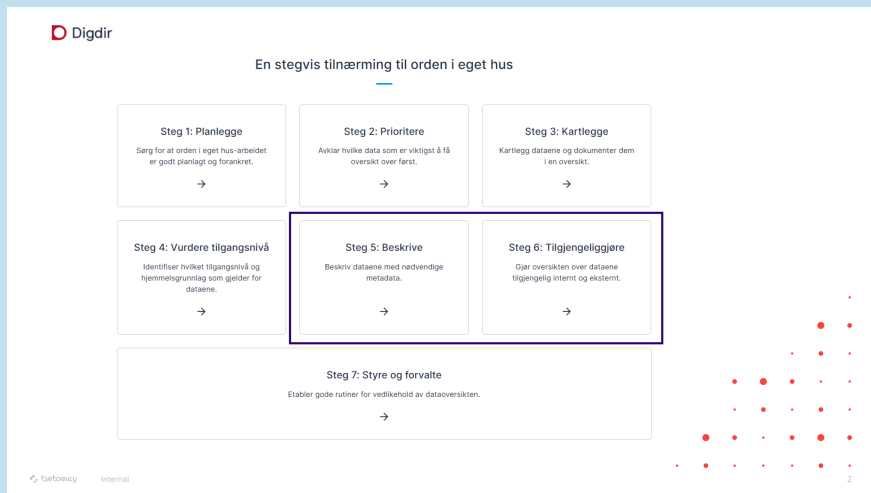 Digdir
En stegvis tilnærming til orden i eget hus
Steg 1: Planlegge
Sørg for at orden i eget hus-arbeidet
er godt planlagt og forankret.
Steg 2: Prioritere
Avklar hvilke data som er viktigst å få
oversikt over først.
Steg 3: Kartlegge
Kartlegg dataene og dokumenter dem
i en oversikt.
Steg 4: Vurdere tilgangsnivå
Identifiser hvilket tilgangsnivå og
hjemmelsgrunnlag som gjelder for
dataene.
Steg 5: Beskrive
Beskriv dataene med nødvendige
metadata.
Steg 6: Tilgjengeliggjøre
Gjør oversikten over dataene
tilgjengelig internt og eksternt.
Steg 7: Styre og forvalte
Etabler gode rutiner for vedlikehold av dataoversikten.
tietoevry
Internal
2